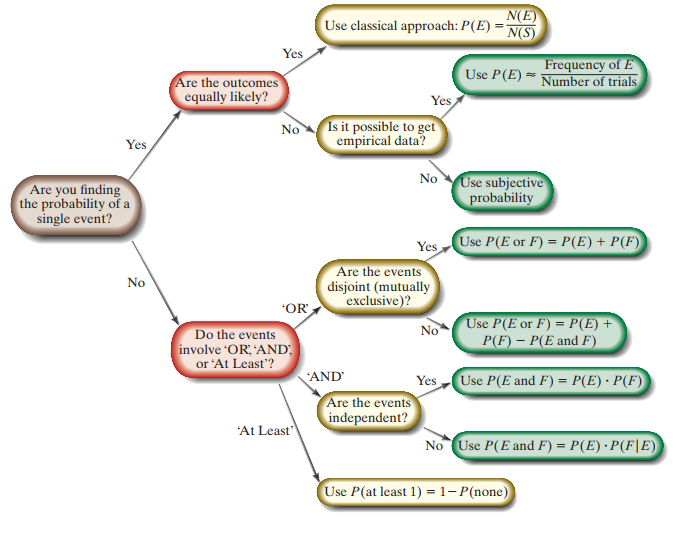 Use classical approach: P(E) = N(E)/N(S)
Yes
Are the outcomes
equally likely?
Use P(E) ≈ Frequency of E/Number of trials
Yes
No
Is it possible to get
empirical data?
Yes
No
Use subjective
probability
Are you finding
the probability of a
single event?
No
Yes
Use P(E or F) = P(E) + P(F)
Are the events
disjoint (mutually
exclusive)?
'OR'
No
Use P(E or F) = P(E) +
P(F) − P(E and F)
Do the events
involve 'OR', 'AND',
or 'At Least'?
'AND'
Yes
Use P(E and F) = P(E) · P(F)
Are the events
independent?
'At Least'
No
Use P(E and F) = P(E) · P(F|E)
Use P(at least 1) = 1 − P(none)